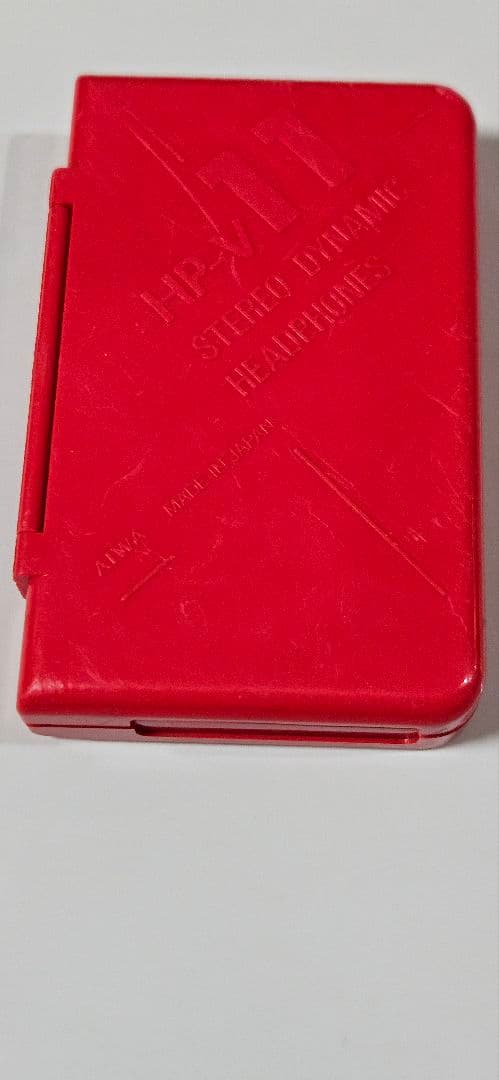 HP-V11
STEREO DYNAMIC
HEADPHONES
MADE IN JAPAN
AIWA